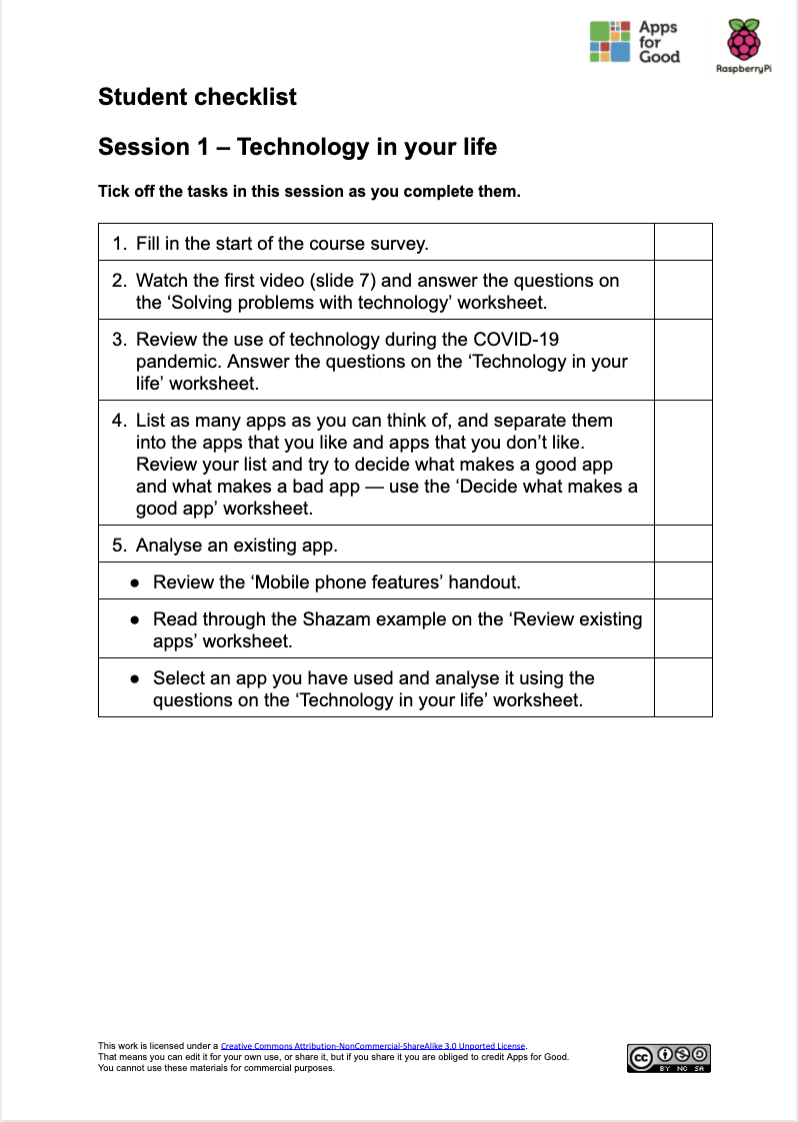 Apps
for
Good
RaspberryPi
Student checklist
Session 1 – Technology in your life
Tick off the tasks in this session as you complete them.
1. Fill in the start of the course survey.
2. Watch the first video (slide 7) and answer the questions on
the ‘Solving problems with technology’ worksheet.
3. Review the use of technology during the COVID-19
pandemic. Answer the questions on the ‘Technology in your
life’ worksheet.
4. List as many apps as you can think of, and separate them
into the apps that you like and apps that you don’t like.
Review your list and try to decide what makes a good app
and what makes a bad app — use the ‘Decide what makes a
good app’ worksheet.
5. Analyse an existing app.
● Review the ‘Mobile phone features’ handout.
● Read through the Shazam example on the ‘Review existing
apps’ worksheet.
● Select an app you have used and analyse it using the
questions on the ‘Technology in your life’ worksheet.
This work is licensed under a Creative Commons Attribution-NonCommercial-ShareAlike 3.0 Unported License.
That means you can edit it for your own use, or share it, but if you share it you are obliged to credit Apps for Good.
You cannot use these materials for commercial purposes.
cc
BY NC SA